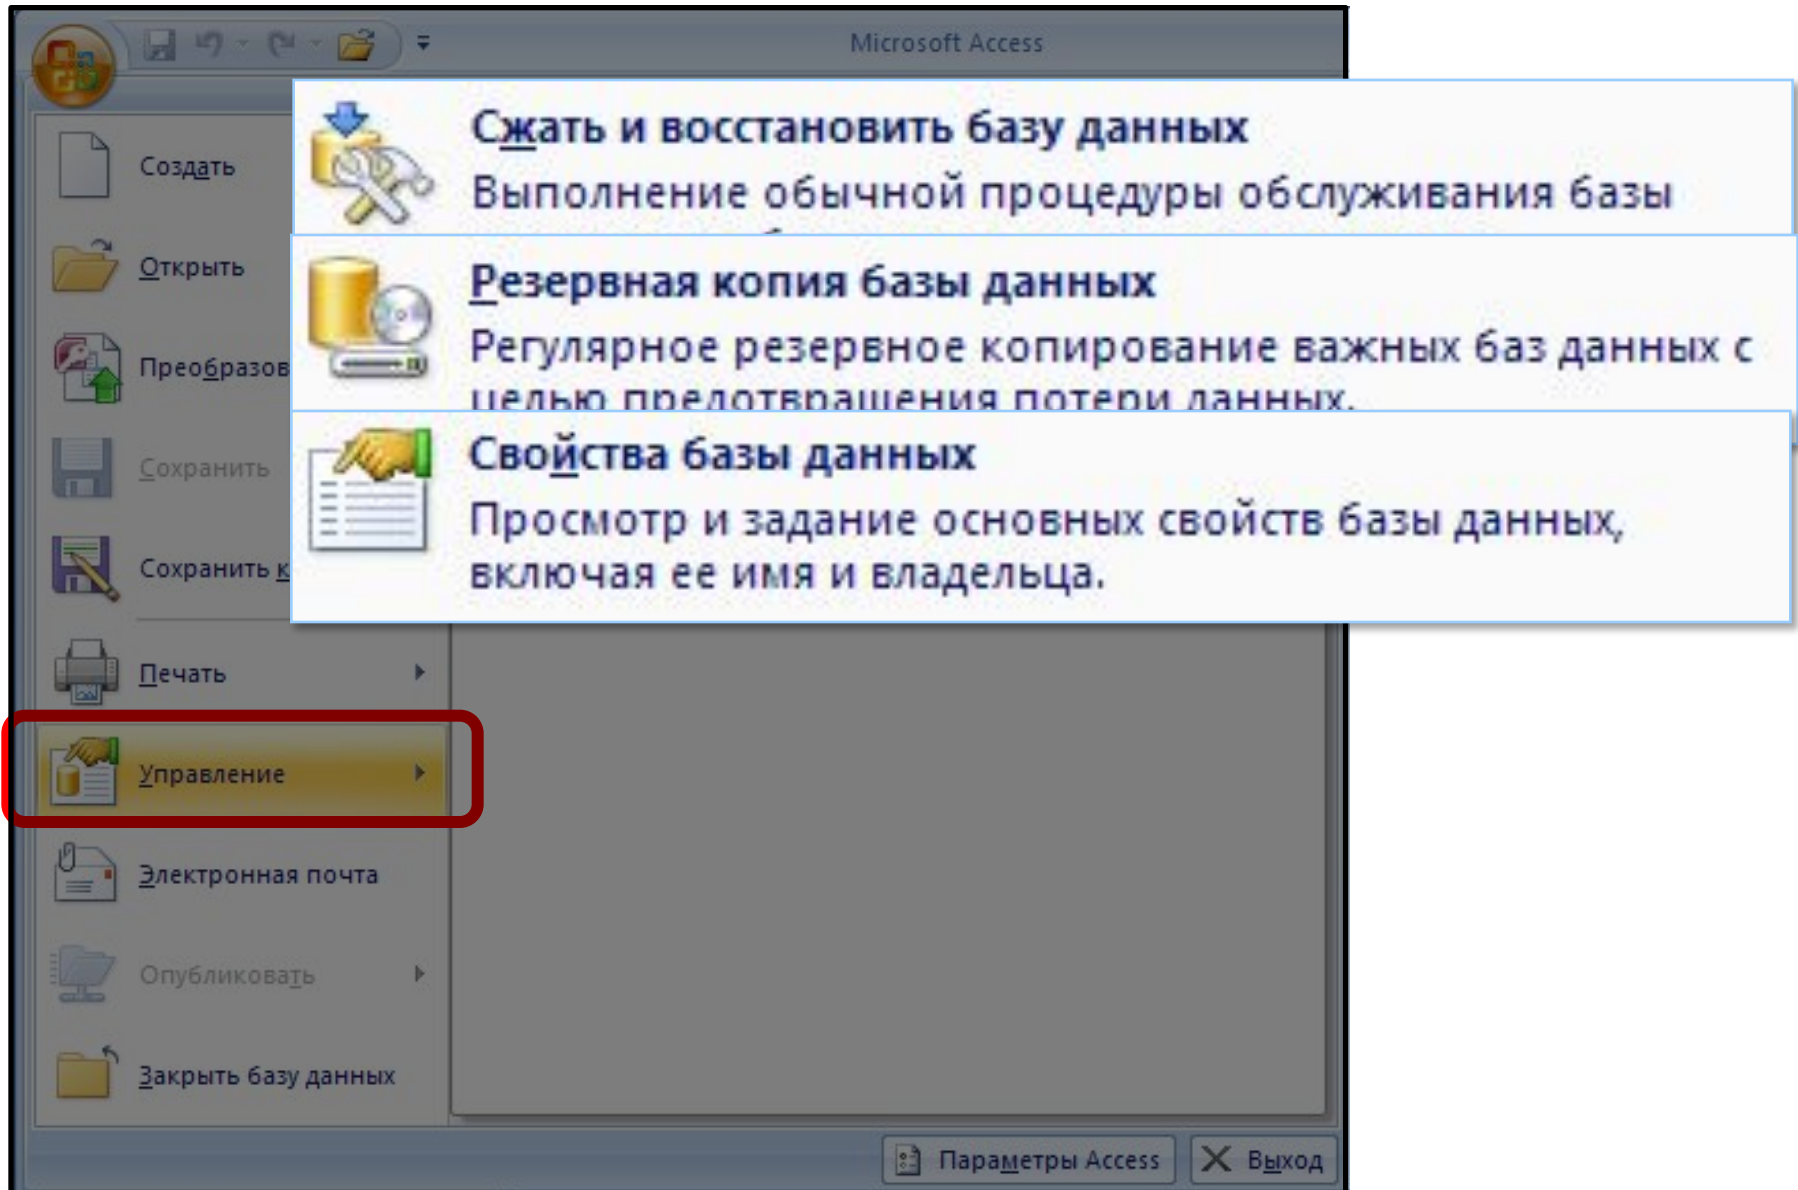 Microsoft Access
Создать
Открыть
Преобразов
Сохранить
Сохранить к
Печать
Управление
Электронная почта
Опубликовать
Закрыть базу данных
Сжать и восстановить базу данных
Выполнение обычной процедуры обслуживания базы
Резервная копия базы данных
Регулярное резервное копирование важных баз данных с
целью предотвращения потери данных.
Свойства базы данных
Просмотр и задание основных свойств базы данных,
включая ее имя и владельца.
Параметры Access
Выход